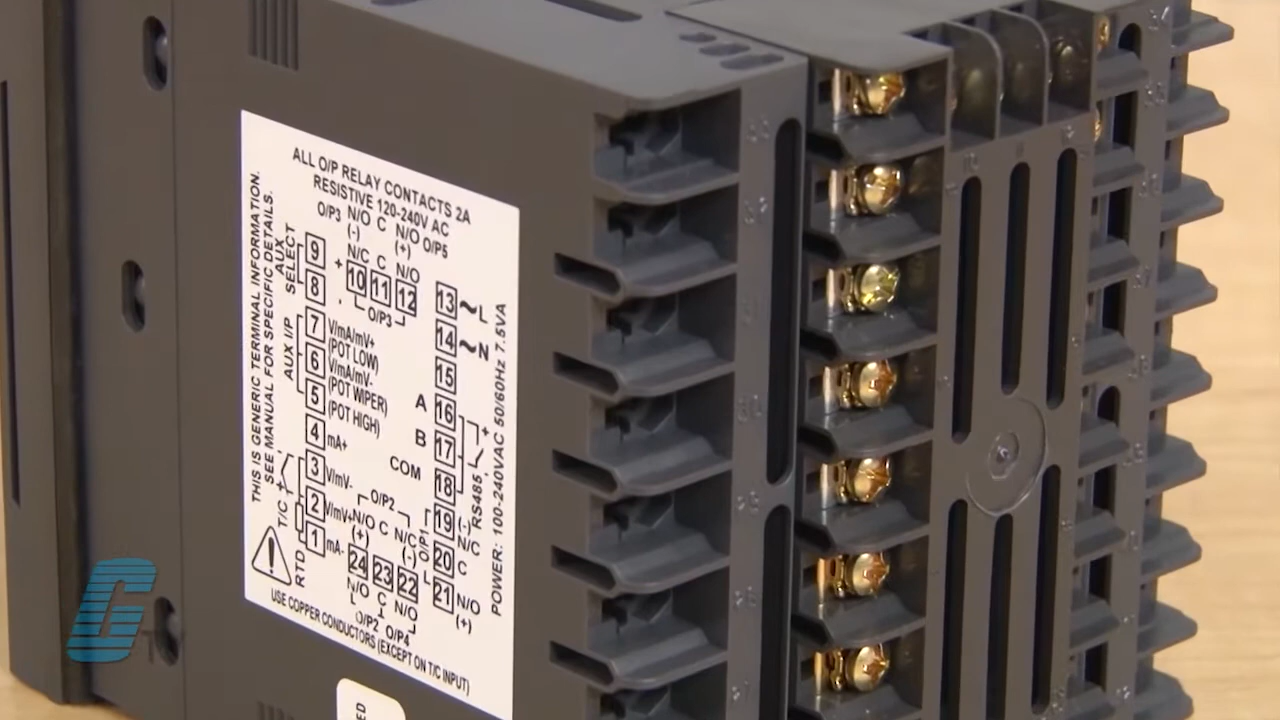 ALL O/P RELAY CONTACTS 2A
RESISTIVE 120-240V AC
O/P3 N/O C N/O O/P5
(-) (+)
N/C C N/O
+ 10 11 12
O/P3
THIS IS GENERIC TERMINAL INFORMATION.
SEE MANUAL FOR SPECIFIC DETAILS.
AUX
SELECT
9
8
AUX I/P
7 V/mA/mV+
(POT LOW)
6 V/mA/mV-
(POT WIPER)
5 (POT HIGH)
4 mA+
3 V/mV-
2 V/mV+
1 mA-
T/C
+
RTD
13 ~L
14 ~N
15
A 16
B 17
COM 18
+
-
RS485
19 (-)
N/C
20 C
21 N/O
(+)
O/P1
O/P2
N/O C N/C
(+) (-)
24 23 22
N/O C N/O
O/P2 O/P4
POWER: 100-240VAC 50/60Hz 7.5VA
USE COPPER CONDUCTORS (EXCEPT ON T/C INPUT)
G